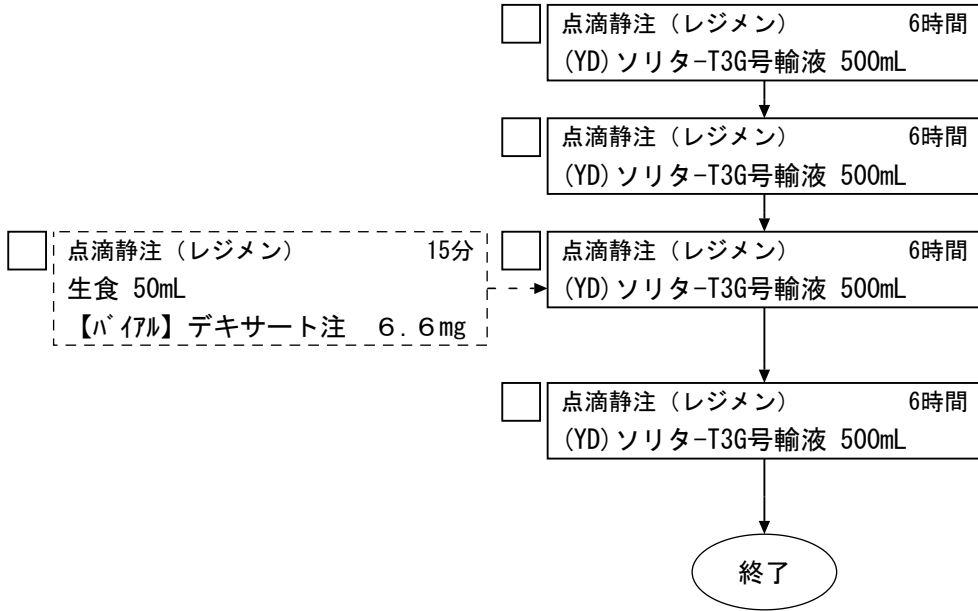 点滴静注（レジメン） 6時間
(YD)ソリタ-T3G号輸液 500mL
点滴静注（レジメン） 6時間
(YD)ソリタ-T3G号輸液 500mL
点滴静注（レジメン） 15分
生食 50mL
【ﾊﾞｲｱﾙ】デキサート注　６.６mg
点滴静注（レジメン） 6時間
(YD)ソリタ-T3G号輸液 500mL
点滴静注（レジメン） 6時間
(YD)ソリタ-T3G号輸液 500mL
終了